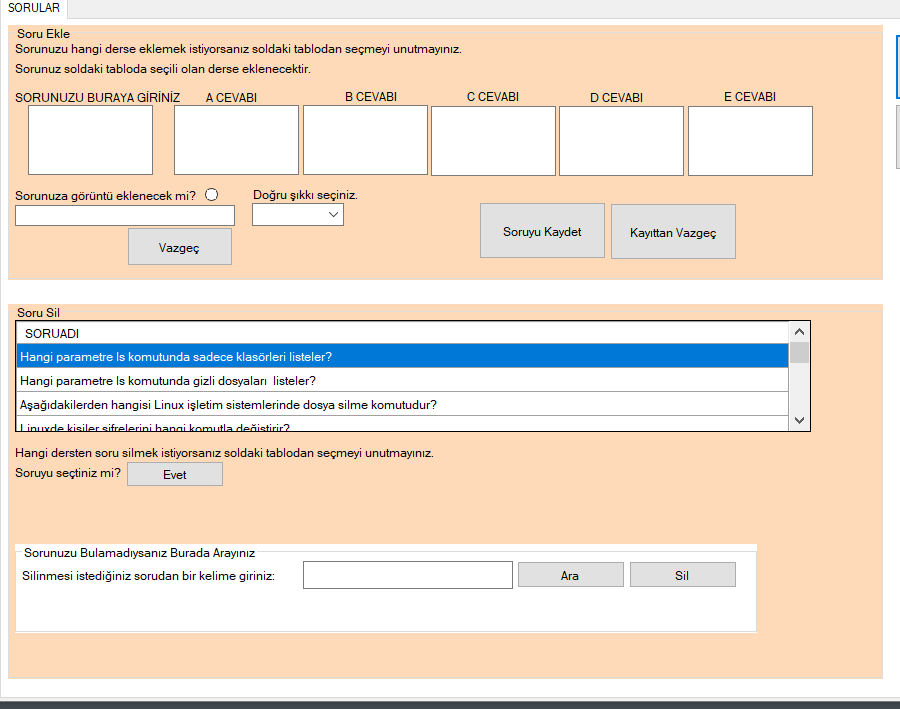 SORULAR
Soru Ekle
Sorunuzu hangi derse eklemek istiyorsanız soldaki tablodan seçmeyi unutmayınız.
Sorunuz soldaki tabloda seçili olan derse eklenecektir.
SORUNUZU BURAYA GİRİNİZ A CEVABI B CEVABI C CEVABI D CEVABI E CEVABI
Sorunuza görüntü eklenecek mi? Doğru şıkkı seçiniz.
Soruyu Kaydet Kayıttan Vazgeç
Vazgeç
Soru Sil
SORUADI
Hangi parametre ls komutunda sadece klasörleri listeler?
Hangi parametre ls komutunda gizli dosyaları  listeler?
Aşağıdakilerden hangisi Linux işletim sistemlerinde dosya silme komutudur?
Linuxde kişiler şifrelerini hangi komutla değiştirir?
Hangi dersten soru silmek istiyorsanız soldaki tablodan seçmeyi unutmayınız.
Soruyu seçtiniz mi? Evet
Sorunuzu Bulamadıysanız Burada Arayınız
Silinmesi istediğiniz sorudan bir kelime giriniz: Ara Sil